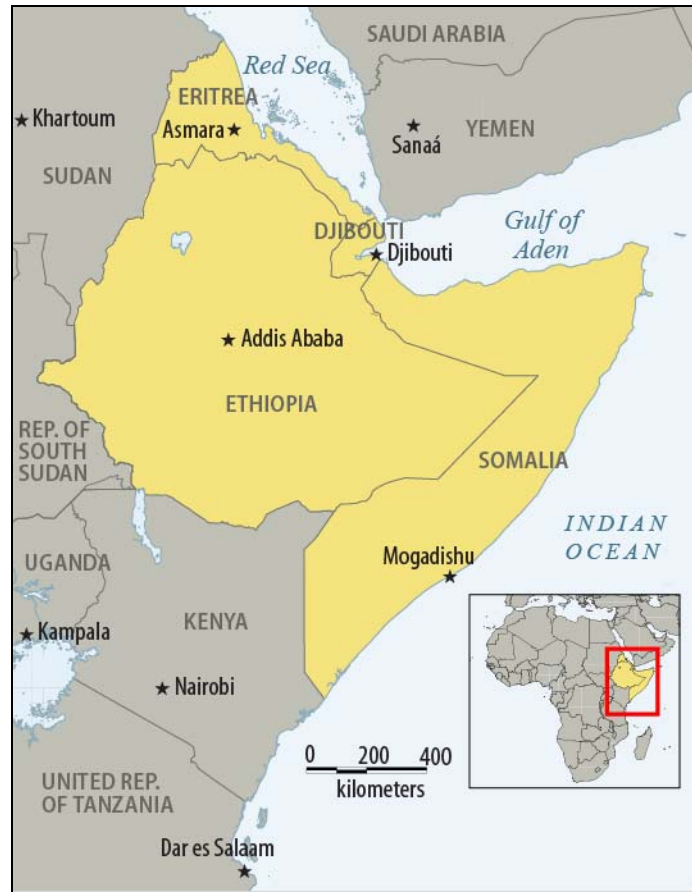 SAUDI ARABIA
Red Sea
ERITREA
Khartoum
Asmara
Sanaá
YEMEN
SUDAN
DJIBOUTI
Gulf of
Aden
Djibouti
Addis Ababa
ETHIOPIA
REP. OF
SOUTH
SUDAN
SOMALIA
INDIAN
OCEAN
UGANDA
Mogadishu
KENYA
Kampala
Nairobi
0 200 400
kilometers
UNITED REP.
OF TANZANIA
Dar es Salaam